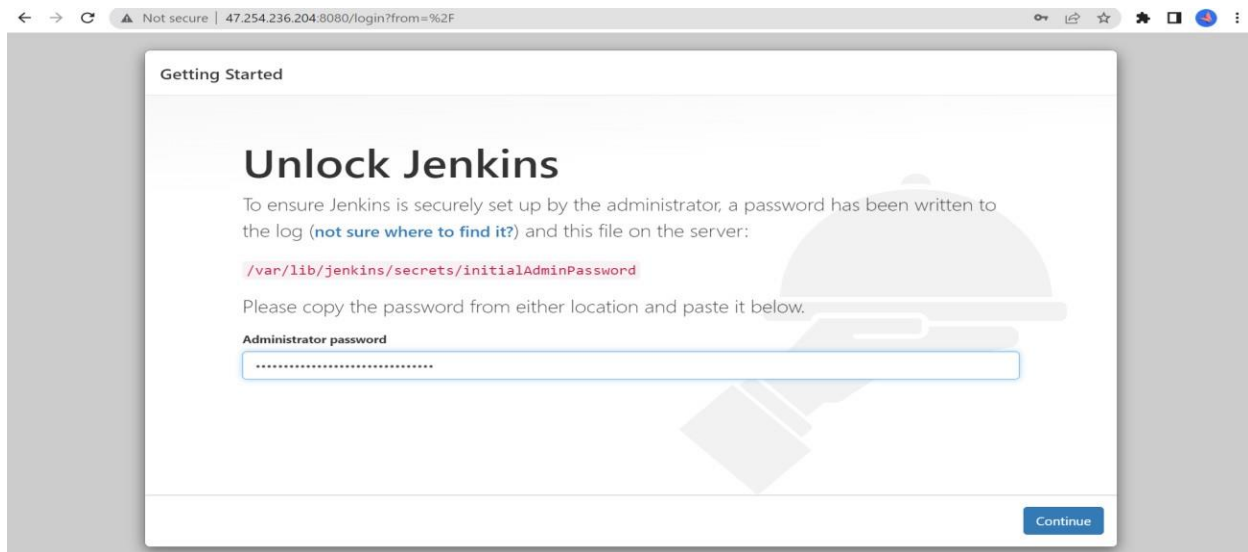 Not secure | 47.254.236.204:8080/login?from=%2F
Getting Started
Unlock Jenkins
To ensure Jenkins is securely set up by the administrator, a password has been written to
the log (not sure where to find it?) and this file on the server:
/var/lib/jenkins/secrets/initialAdminPassword
Please copy the password from either location and paste it below.
Administrator password
••••••••••••••••••••••••••••••••
Continue